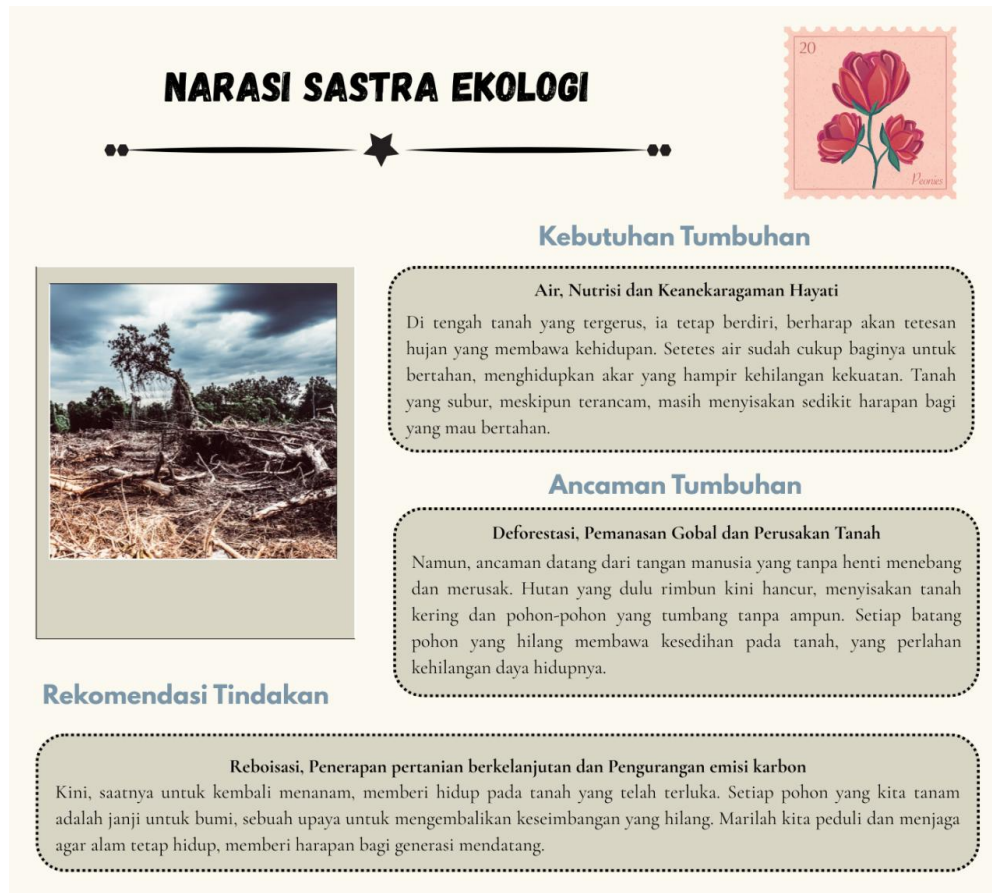 NARASI SASTRA EKOLOGI
20
Peonies
Kebutuhan Tumbuhan
Air, Nutrisi dan Keanekaragaman Hayati
Di tengah tanah yang tergerus, ia tetap berdiri, berharap akan tetesan
hujan yang membawa kehidupan. Setetes air sudah cukup baginya untuk
bertahan, menghidupkan akar yang hampir kehilangan kekuatan. Tanah
yang subur, meskipun terancam, masih menyisakan sedikit harapan bagi
yang mau bertahan.
Ancaman Tumbuhan
Deforestasi, Pemanasan Gobal dan Perusakan Tanah
Namun, ancaman datang dari tangan manusia yang tanpa henti menebang
dan merusak. Hutan yang dulu rimbun kini hancur, menyisakan tanah
kering dan pohon-pohon yang tumbang tanpa ampun. Setiap batang
pohon yang hilang membawa kesedihan pada tanah, yang perlahan
kehilangan daya hidupnya.
Rekomendasi Tindakan
Reboisasi, Penerapan pertanian berkelanjutan dan Pengurangan emisi karbon
Kini, saatnya untuk kembali menanam, memberi hidup pada tanah yang telah terluka. Setiap pohon yang kita tanam
adalah janji untuk bumi, sebuah upaya untuk mengembalikan keseimbangan yang hilang. Marilah kita peduli dan menjaga
agar alam tetap hidup, memberi harapan bagi generasi mendatang.